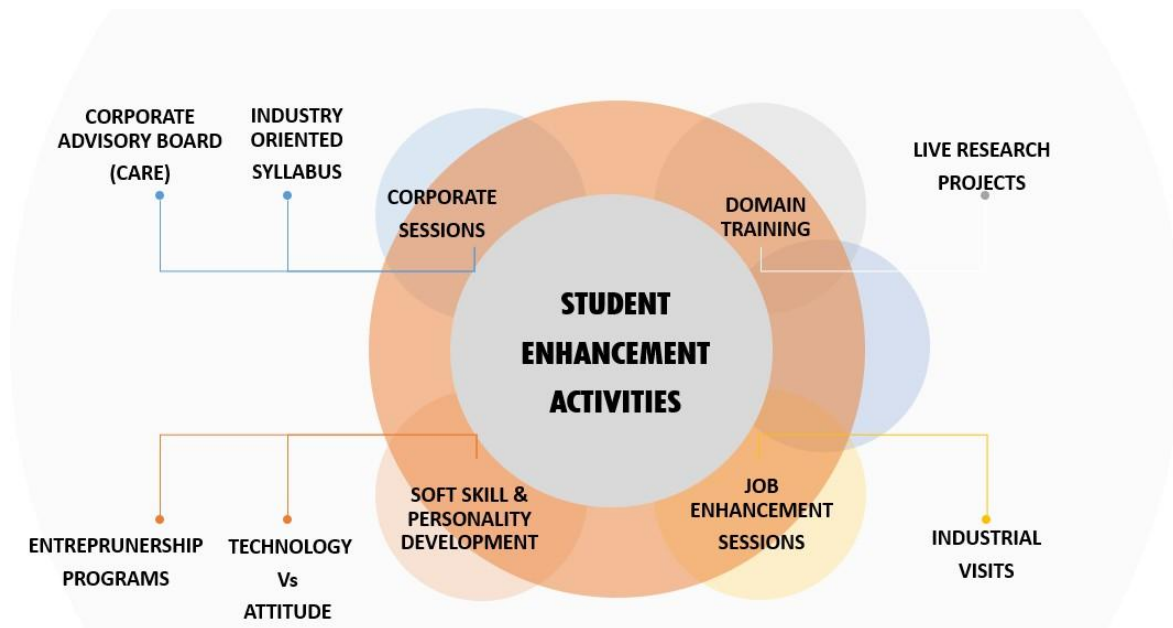 CORPORATE
ADVISORY BOARD
(CARE)
INDUSTRY
ORIENTED
SYLLABUS
CORPORATE
SESSIONS
DOMAIN
TRAINING
LIVE RESEARCH
PROJECTS
STUDENT
ENHANCEMENT
ACTIVITIES
ENTREPRUNERSHIP
PROGRAMS
TECHNOLOGY
Vs
ATTITUDE
SOFT SKILL &
PERSONALITY
DEVELOPMENT
JOB
ENHANCEMENT
SESSIONS
INDUSTRIAL
VISITS